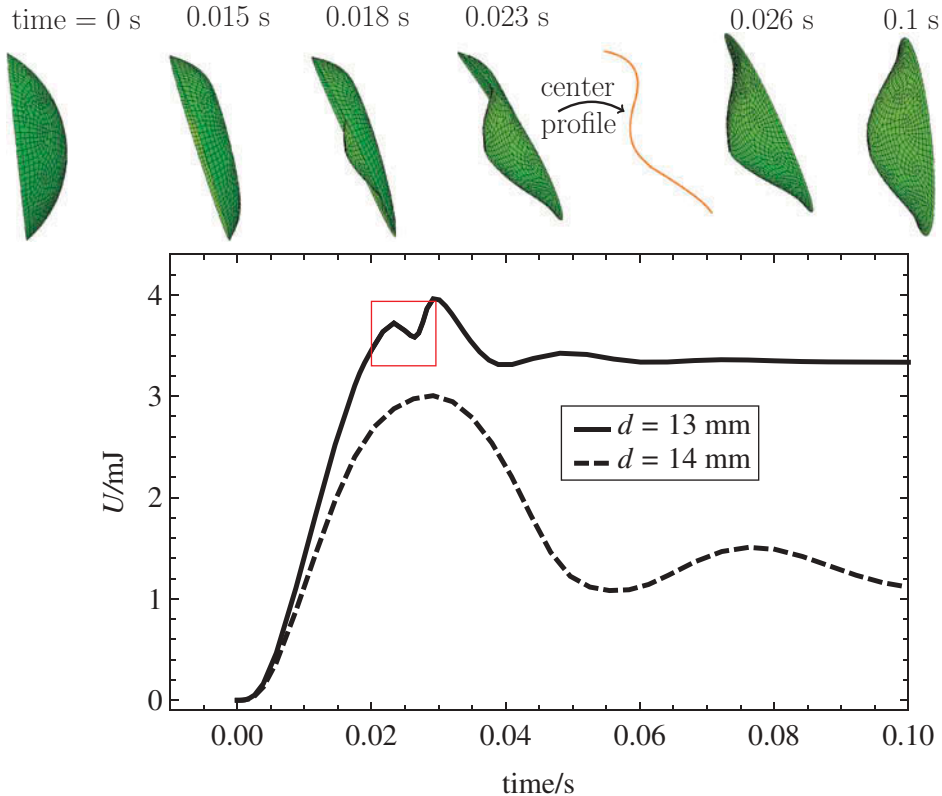 time = 0 s 0.015 s 0.018 s 0.023 s 0.026 s 0.1 s
center
profile
4
3
2
1
0
U/mJ
d = 13 mm
d = 14 mm
0.00 0.02 0.04 0.06 0.08 0.10
time/s